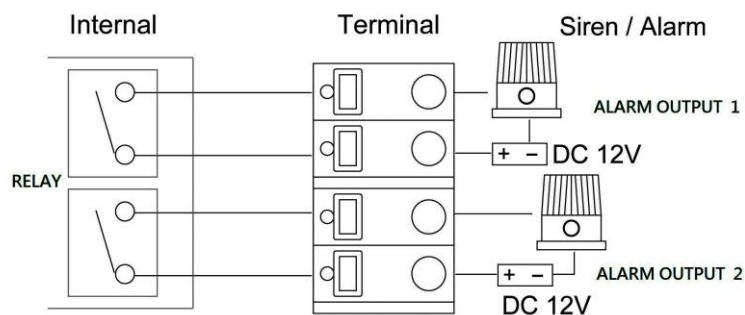 Internal Terminal Siren / Alarm
ALARM OUTPUT 1
+ − DC 12V
RELAY
+ −
ALARM OUTPUT 2
DC 12V